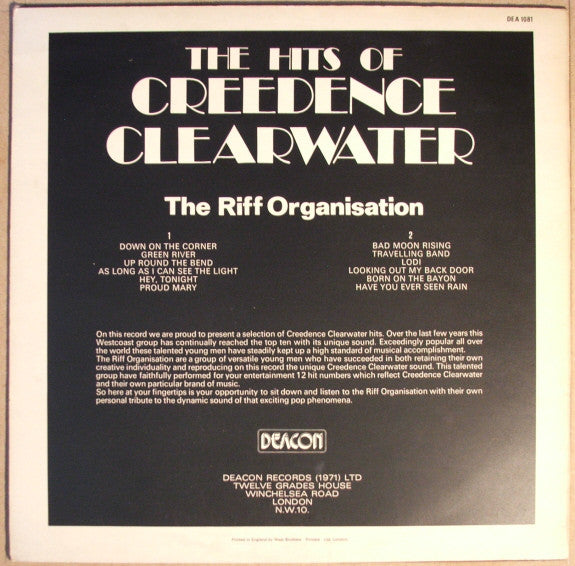 DEA 1081
THE HITS OF
CREEDENCE
CLEARWATER
The Riff Organisation
1
DOWN ON THE CORNER
GREEN RIVER
UP ROUND THE BEND
AS LONG AS I CAN SEE THE LIGHT
HEY, TONIGHT
PROUD MARY
2
BAD MOON RISING
TRAVELLING BAND
LODI
LOOKING OUT MY BACK DOOR
BORN ON THE BAYON
HAVE YOU EVER SEEN RAIN
On this record we are proud to present a selection of Creedence Clearwater hits. Over the last few years this
Westcoast group has continually reached the top ten with its unique sound. Exceedingly popular all over
the world these talented young men have steadily kept up a high standard of musical accomplishment.
The Riff Organisation are a group of versatile young men who have succeeded in both retaining their own
creative individuality and reproducing on this record the unique Creedence Clearwater sound. This talented
group have faithfully performed for your entertainment 12 hit numbers which reflect Creedence Clearwater
and their own particular brand of music.
So here at your fingertips is your opportunity to sit down and listen to the Riff Organisation with their own
personal tribute to the dynamic sound of that exciting pop phenomena.
DEACON
DEACON RECORDS (1971) LTD
TWELVE GRADES HOUSE
WINCHELSEA ROAD
LONDON
N.W.10.
Printed in England by